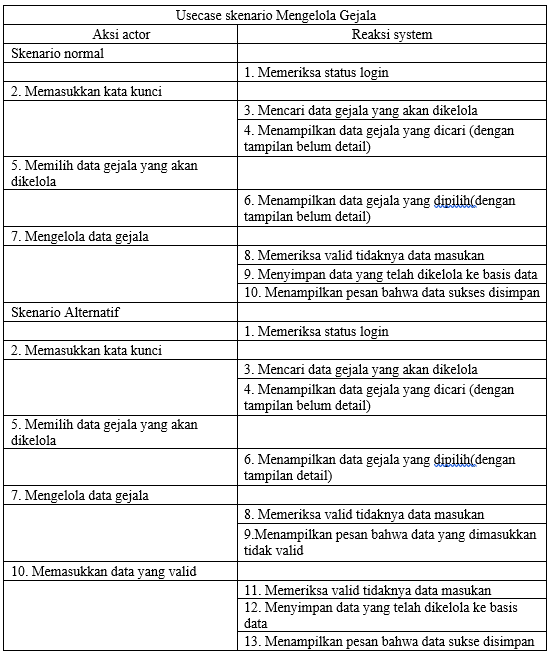 Usecase skenario Mengelola Gejala
Aksi actor
Reaksi system
Skenario normal
1. Memeriksa status login
2. Memasukkan kata kunci
3. Mencari data gejala yang akan dikelola
4. Menampilkan data gejala yang dicari (dengan
tampilan belum detail)
5. Memilih data gejala yang akan
dikelola
6. Menampilkan data gejala yang dipilih(dengan
tampilan belum detail)
7. Mengelola data gejala
8. Memeriksa valid tidaknya data masukan
9. Menyimpan data yang telah dikelola ke basis data
10. Menampilkan pesan bahwa data sukses disimpan
Skenario Alternatif
1. Memeriksa status login
2. Memasukkan kata kunci
3. Mencari data gejala yang akan dikelola
4. Menampilkan data gejala yang dicari (dengan
tampilan belum detail)
5. Memilih data gejala yang akan
dikelola
6. Menampilkan data gejala yang dipilih(dengan
tampilan detail)
7. Mengelola data gejala
8. Memeriksa valid tidaknya data masukan
9.Menampilkan pesan bahwa data yang dimasukkan
tidak valid
10. Memasukkan data yang valid
11. Memeriksa valid tidaknya data masukan
12. Menyimpan data yang telah dikelola ke basis
data
13. Menampilkan pesan bahwa data sukse disimpan